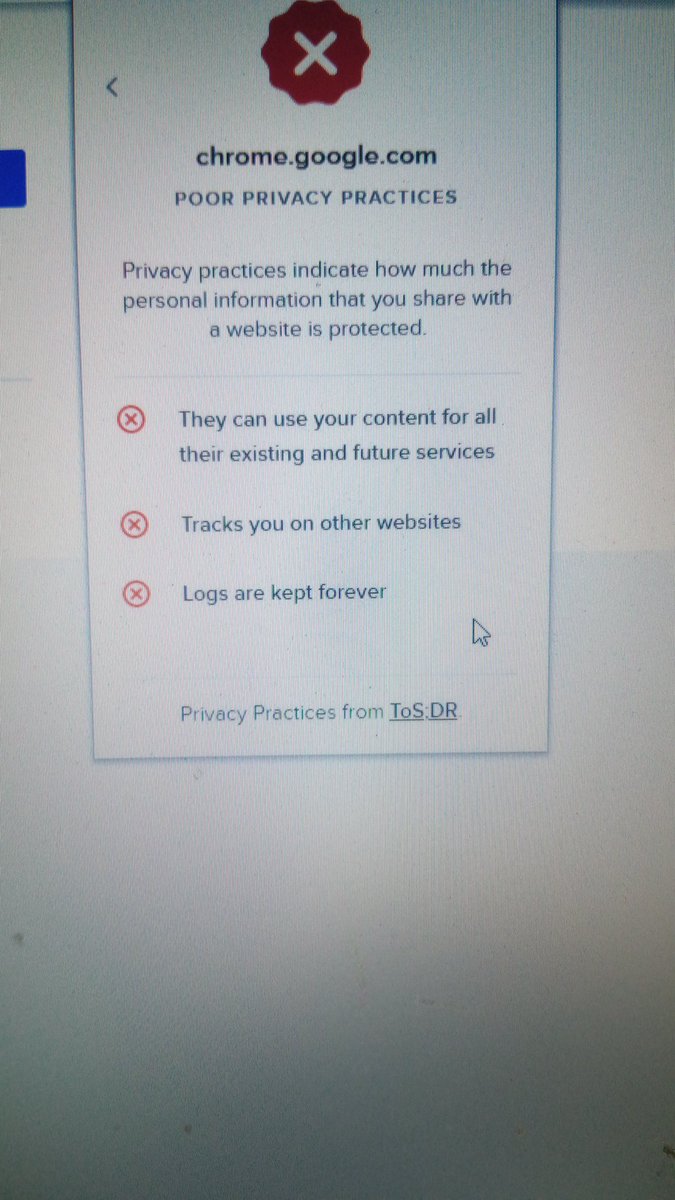 chrome.google.com
POOR PRIVACY PRACTICES
Privacy practices indicate how much the
personal information that you share with
a website is protected.
They can use your content for all
their existing and future services
Tracks you on other websites
Logs are kept forever
Privacy Practices from ToS;DR